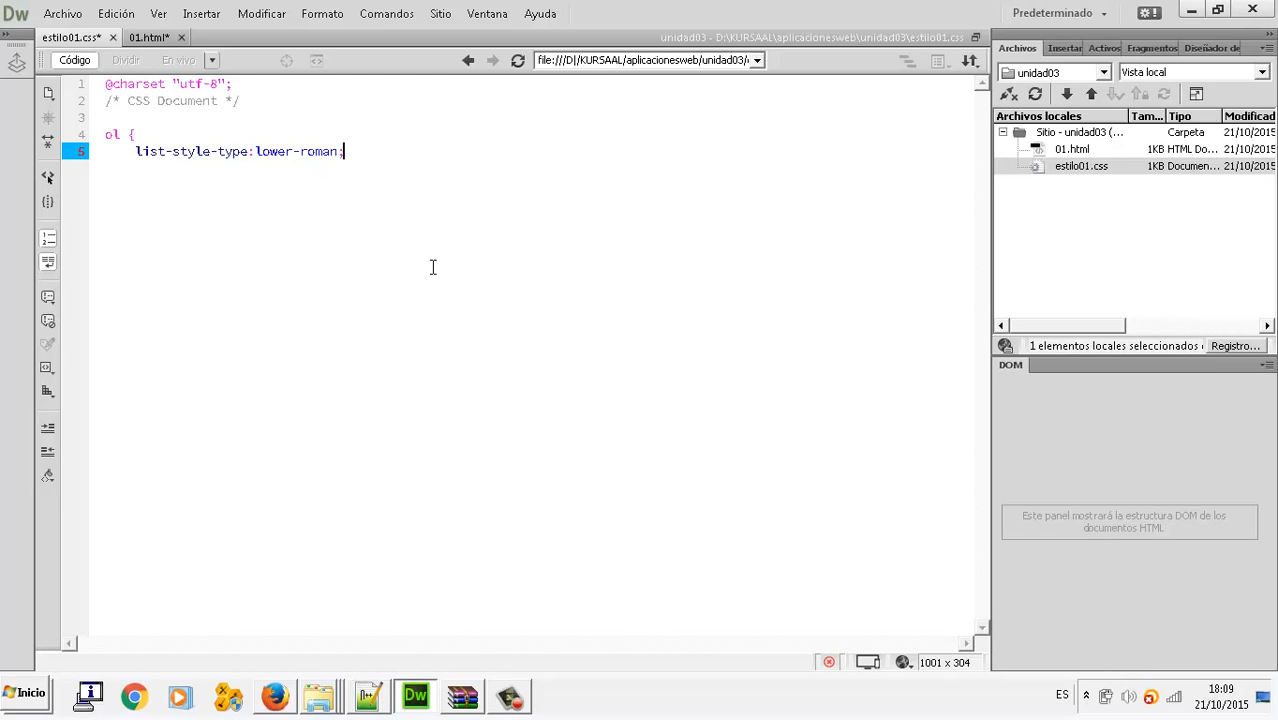 Dw Archivo Edición Ver Insertar Modificar Formato Comandos Sitio Ventana Ayuda Predeterminado
estilo01.css* × 01.html* × unidad03 - D:\KURSAAL\aplicacionesweb\unidad03\estilo01.css
Archivos Insertar Activos Fragmentos Diseñador de
Código Dividir En vivo file:///D|/KURSAAL/aplicacionesweb/unidad03/
unidad03 Vista local
1 @charset "utf-8";
2 /* CSS Document */
3
4 ol {
5 list-style-type:lower-roman;
Archivos locales Tam... Tipo Modificad
Sitio - unidad03 (... Carpeta 21/10/2015
01.html 1KB HTML Do... 21/10/2015
estilo01.css 1KB Documen... 21/10/2015
1 elementos locales seleccionados Registro...
DOM
Este panel mostrará la estructura DOM de los
documentos HTML
1001 x 304
Inicio Dw ES 18:09
21/10/2015